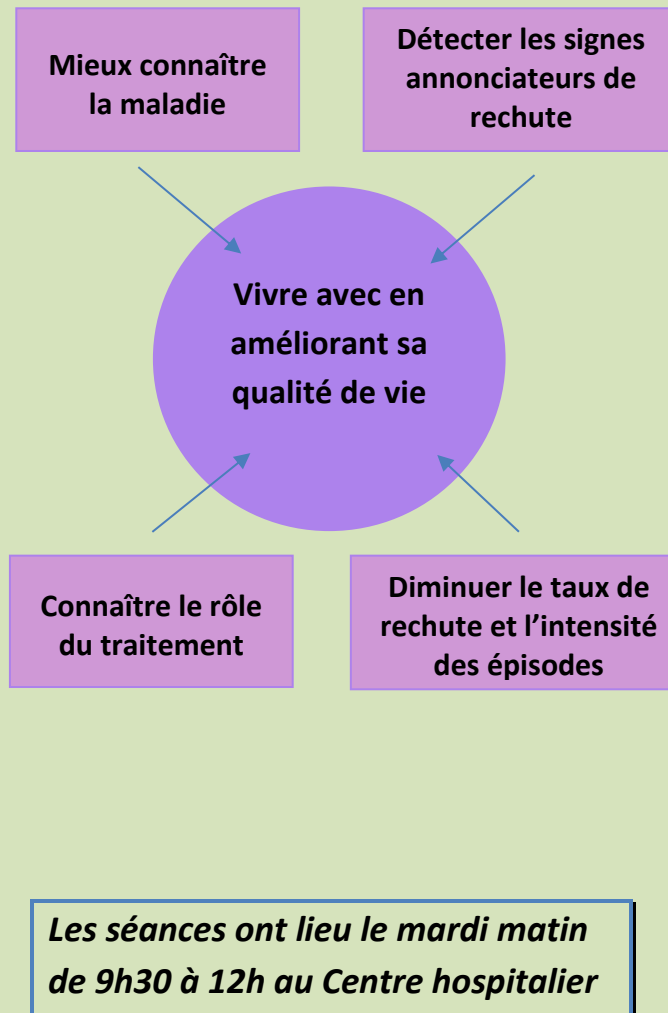 Mieux connaître
la maladie
Détecter les signes
annonciateurs de
rechute
Vivre avec en
améliorant sa
qualité de vie
Connaître le rôle
du traitement
Diminuer le taux de
rechute et l’intensité
des épisodes
Les séances ont lieu le mardi matin
de 9h30 à 12h au Centre hospitalier